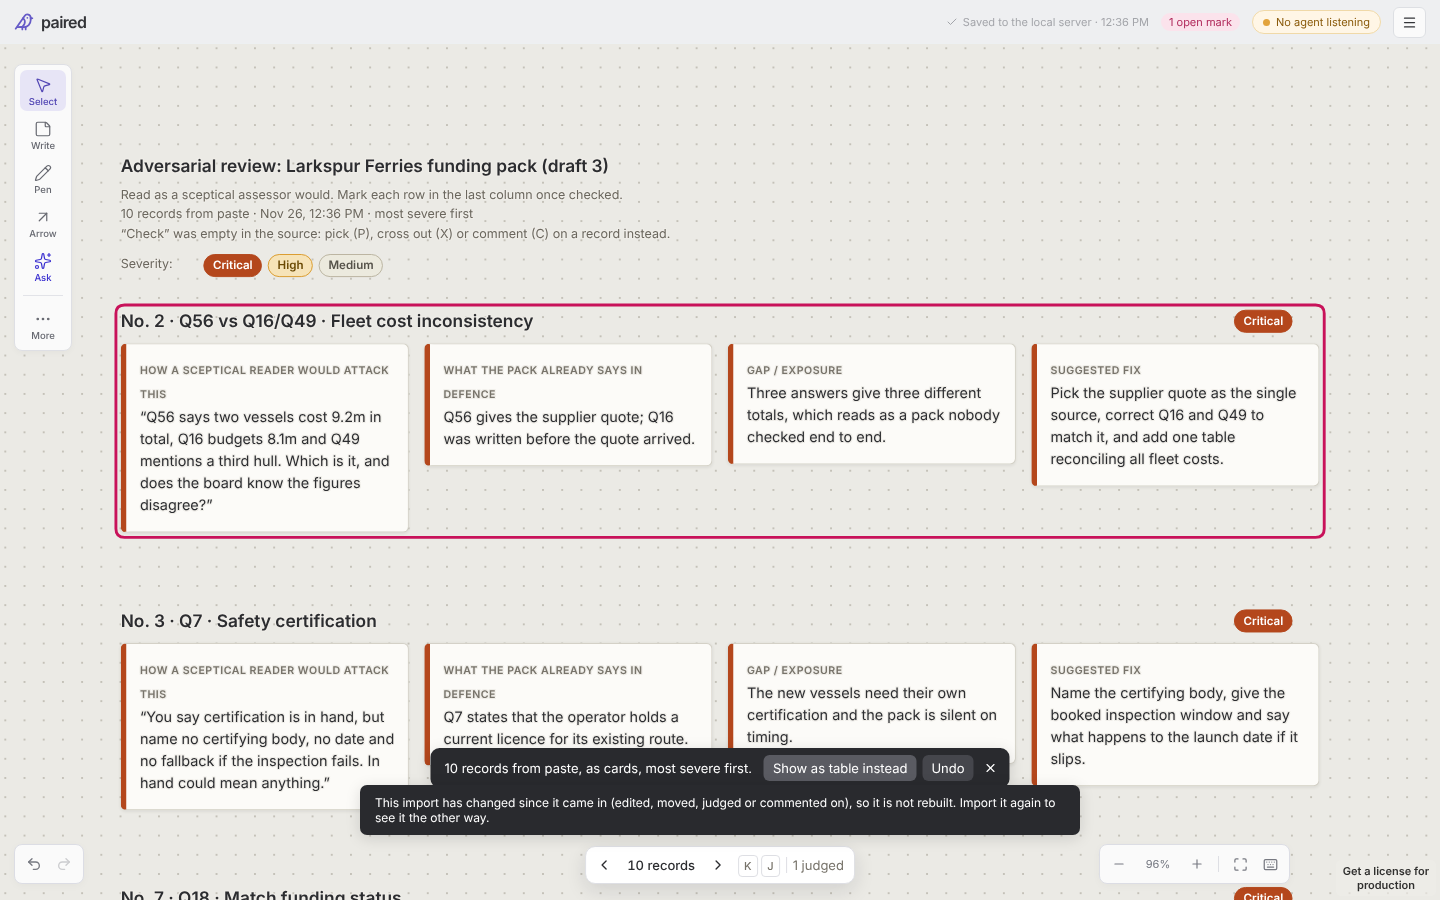 paired
Saved to the local server · 12:36 PM
1 open mark
No agent listening
Select
Write
Pen
Arrow
Ask
More
Adversarial review: Larkspur Ferries funding pack (draft 3)
Read as a sceptical assessor would. Mark each row in the last column once checked.
10 records from paste · Nov 26, 12:36 PM · most severe first
“Check” was empty in the source: pick (P), cross out (X) or comment (C) on a record instead.
Severity:
Critical
High
Medium
No. 2 · Q56 vs Q16/Q49 · Fleet cost inconsistency
Critical
HOW A SCEPTICAL READER WOULD ATTACK
THIS
“Q56 says two vessels cost 9.2m in
total, Q16 budgets 8.1m and Q49
mentions a third hull. Which is it, and
does the board know the figures
disagree?”
WHAT THE PACK ALREADY SAYS IN
DEFENCE
Q56 gives the supplier quote; Q16
was written before the quote arrived.
GAP / EXPOSURE
Three answers give three different
totals, which reads as a pack nobody
checked end to end.
SUGGESTED FIX
Pick the supplier quote as the single
source, correct Q16 and Q49 to
match it, and add one table
reconciling all fleet costs.
No. 3 · Q7 · Safety certification
Critical
HOW A SCEPTICAL READER WOULD ATTACK
THIS
“You say certification is in hand, but
name no certifying body, no date and
no fallback if the inspection fails. In
hand could mean anything.”
WHAT THE PACK ALREADY SAYS IN
DEFENCE
Q7 states that the operator holds a
current licence for its existing route.
GAP / EXPOSURE
The new vessels need their own
certification and the pack is silent on
timing.
SUGGESTED FIX
Name the certifying body, give the
booked inspection window and say
what happens to the launch date if it
slips.
10 records from paste, as cards, most severe first.
Show as table instead
Undo
This import has changed since it came in (edited, moved, judged or commented on), so it is not rebuilt. Import it again to
see it the other way.
10 records
K
J
1 judged
96%
Get a license for
production
No. 7 · Q18 · Match funding status
Critical